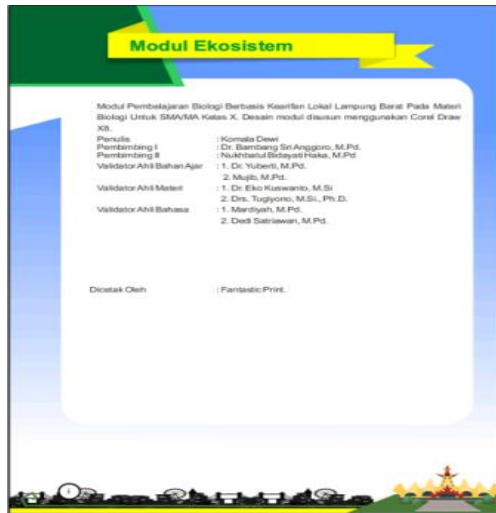 Modul Ekosistem
Modul Pembelajaran Biologi Berbasis Kearifan Lokal Lampung Barat Pada Materi
Biologi Untuk SMA/MA Kelas X. Desain modul disusun menggunakan Corel Draw
X8.
Penulis : Komala Dewi
Pembimbing I : Dr. Bambang Sri Anggoro, M.Pd.
Pembimbing II : Nukhbatul Bidayati Haka, M.Pd
Validator Ahli Bahan Ajar : 1. Dr. Yuberti, M.Pd.
2. Mujib, M.Pd.
Validator Ahli Materi : 1. Dr. Eko Kuswanto, M.Si
2. Drs. Tugiyono, M.Si., Ph.D.
Validator Ahli Bahasa : 1. Mardiyah, M.Pd.
2. Dedi Satriawan, M.Pd.
Dicetak Oleh : Fantastic Print.
i